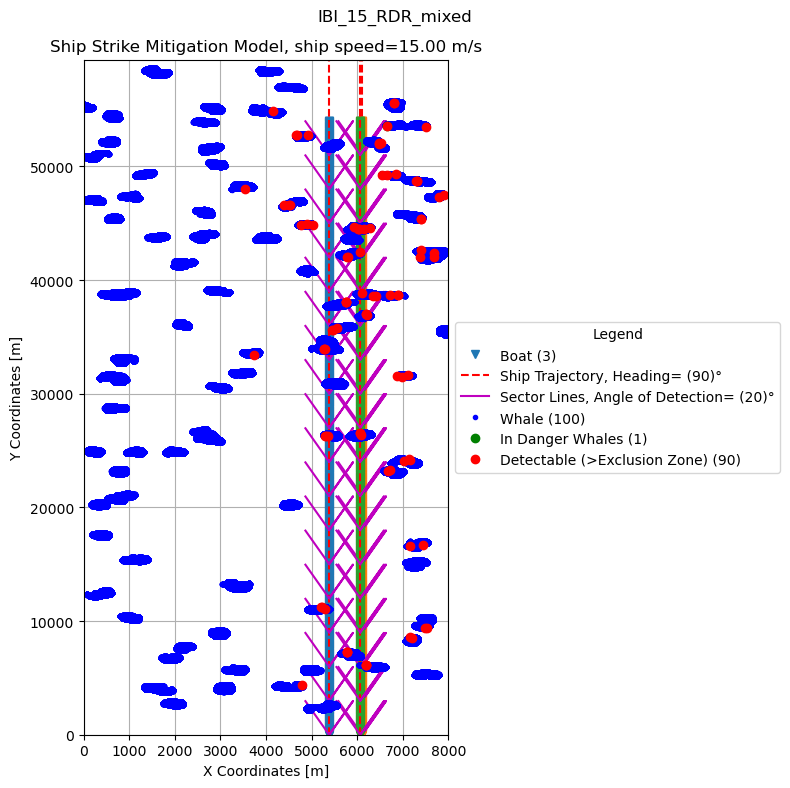 IBI_15_RDR_mixed
Ship Strike Mitigation Model, ship speed=15.00 m/s
Y Coordinates [m]
50000
40000
30000
20000
10000
0
0 1000 2000 3000 4000 5000 6000 7000 8000
X Coordinates [m]
Legend
Boat (3)
Ship Trajectory, Heading= (90)°
Sector Lines, Angle of Detection= (20)°
Whale (100)
In Danger Whales (1)
Detectable (>Exclusion Zone) (90)